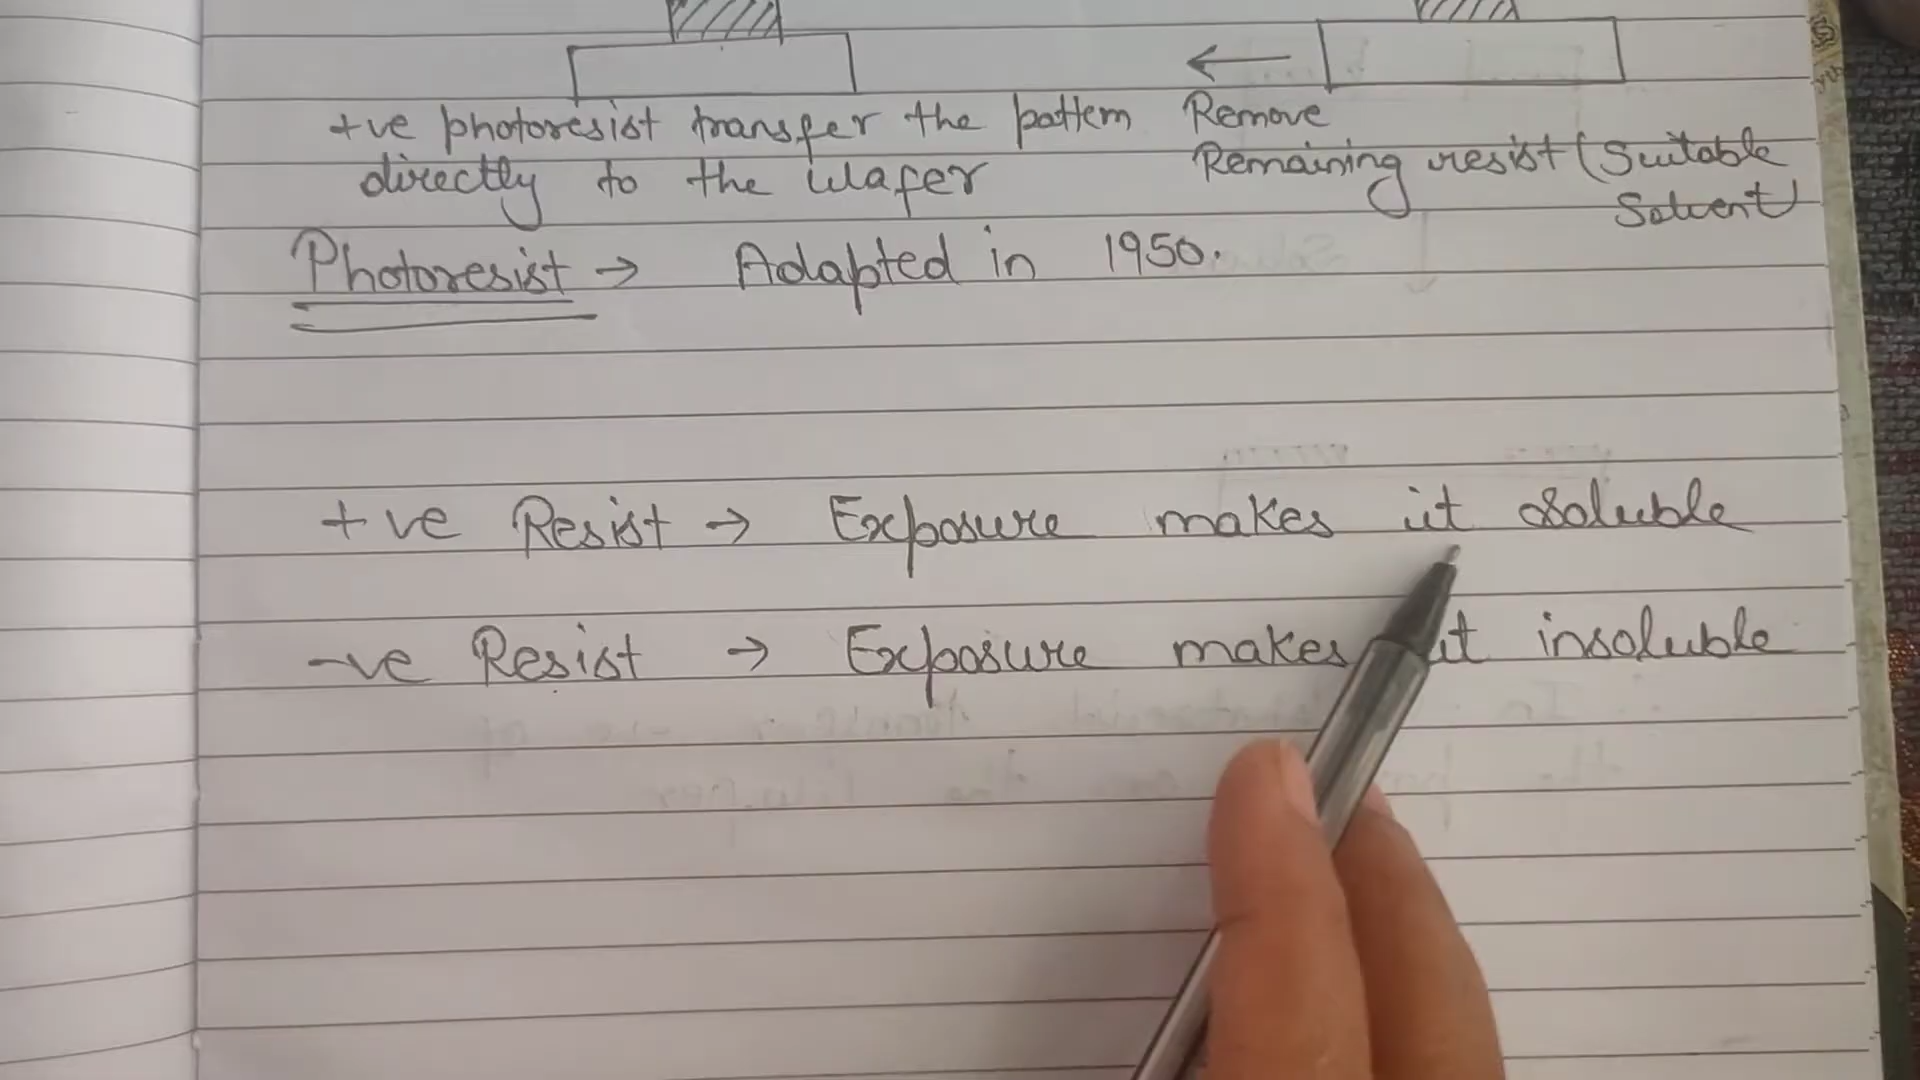 +ve photoresist transfer the pattern
directly to the wafer
Remove
Remaining resist (Suitable
Solvent)
Photoresist → Adapted in 1950.
+ve Resist → Exposure makes it soluble
-ve Resist → Exposure makes it insoluble